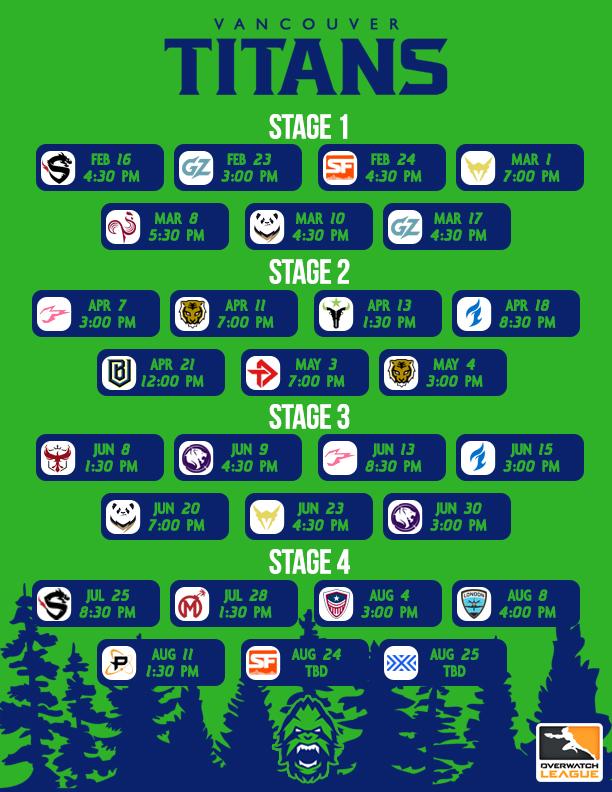 VANCOUVER
TITANS
STAGE 1
FEB 16
4:30 PM
GZ
FEB 23
3:00 PM
SF
FEB 24
4:30 PM
MAR 1
7:00 PM
MAR 8
5:30 PM
MAR 10
4:30 PM
GZ
MAR 17
4:30 PM
STAGE 2
APR 7
3:00 PM
APR 11
7:00 PM
APR 13
1:30 PM
APR 18
8:30 PM
APR 21
12:00 PM
MAY 3
7:00 PM
MAY 4
3:00 PM
STAGE 3
JUN 8
1:30 PM
JUN 9
4:30 PM
JUN 13
8:30 PM
JUN 15
3:00 PM
JUN 20
7:00 PM
JUN 23
4:30 PM
JUN 30
3:00 PM
STAGE 4
JUL 25
8:30 PM
JUL 28
1:30 PM
AUG 4
3:00 PM
LONDON
AUG 8
4:00 PM
P
AUG 11
1:30 PM
SF
AUG 24
TBD
AUG 25
TBD
OVERWATCH
LEAGUE